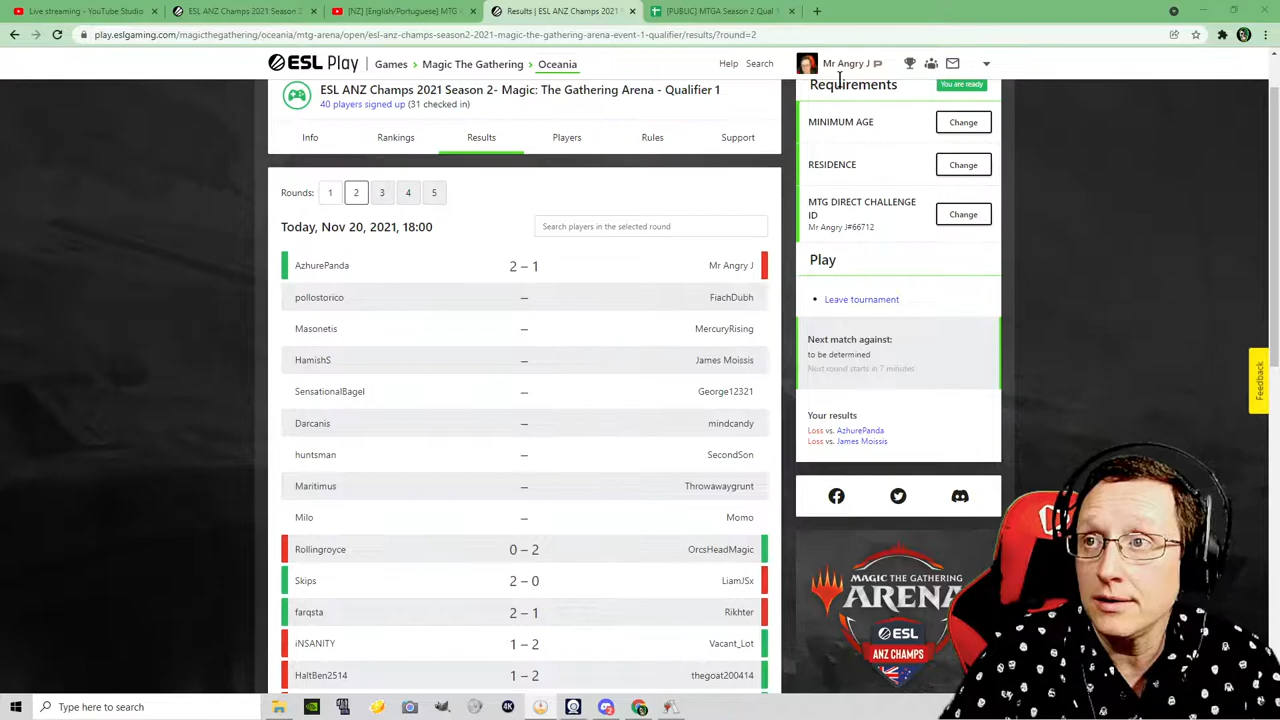 Live streaming - YouTube Studio
ESL ANZ Champs 2021 Season 2
[NZ] [English/Portuguese] MTG
Results | ESL ANZ Champs 2021 S
[PUBLIC] MTGA Season 2.Qual 1
play.eslgaming.com/magicthegathering/oceania/mtg-arena/open/esl-anz-champs-season2-2021-magic-the-gathering-arena-event-1-qualifier/results/?round=2
ESL Play
Games
Magic The Gathering
Oceania
Help
Search
Mr Angry J
ESL ANZ Champs 2021 Season 2- Magic: The Gathering Arena - Qualifier 1
40 players signed up (31 checked in)
Info
Rankings
Results
Players
Rules
Support
Rounds: 1 2 3 4 5
Today, Nov 20, 2021, 18:00
Search players in the selected round
AzhurePanda 2 – 1 Mr Angry J
pollostorico – FiachDubh
Masonetis – MercuryRising
HamishS – James Moissis
SensationalBagel – George12321
Darcanis – mindcandy
huntsman – SecondSon
Maritimus – Throwawaygrunt
Milo – Momo
Rollingroyce 0 – 2 OrcsHeadMagic
Skips 2 – 0 LiamJSx
farqsta 2 – 1 Rikhter
iNSANITY 1 – 2 Vacant_Lot
HaltBen2514 1 – 2 thegoat200414
Requirements
You are ready
MINIMUM AGE
Change
RESIDENCE
Change
MTG DIRECT CHALLENGE
ID
Mr Angry J#66712
Change
Play
Leave tournament
Next match against:
to be determined
Next round starts in 7 minutes
Your results
Loss vs. AzhurePanda
Loss vs. James Moissis
Feedback
MAGIC THE GATHERING
ARENA
ESL
ANZ CHAMPS
Type here to search
4K